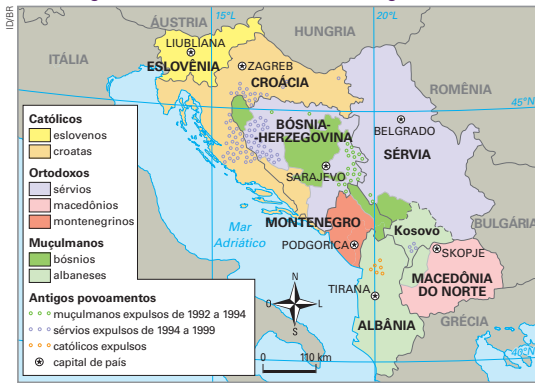 ID/BR
15°L
20°L
ÁUSTRIA
HUNGRIA
LIUBLIANA
ESLOVÊNIA
ZAGREB
ITÁLIA
CROÁCIA
ROMÊNIA
45°N
Católicos
eslovenos
croatas
Ortodoxos
sérvios
macedônios
montenegrinos
Muçulmanos
bósnios
albaneses
Antigos povoamentos
muçulmanos expulsos de 1992 a 1994
sérvios expulsos de 1994 a 1999
católicos expulsos
capital de país
BÓSNIA-
-HERZEGOVINA
BELGRADO
SÉRVIA
SARAJEVO
Mar
Adriático
MONTENEGRO
Kosovo
BULGÁRIA
PODGORICA
SKOPJE
MACEDÔNIA
DO NORTE
TIRANA
ALBÂNIA
GRÉCIA
40°N
N
O
L
S
0
110 km